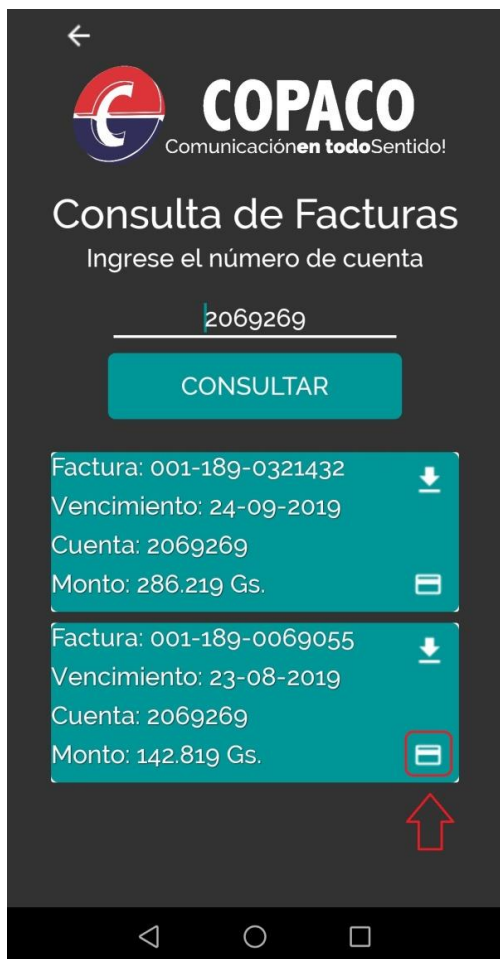 COPACO
Comunicaciónen todoSentido!
Consulta de Facturas
Ingrese el número de cuenta
2069269
CONSULTAR
Factura: 001-189-0321432
Vencimiento: 24-09-2019
Cuenta: 2069269
Monto: 286.219 Gs.
Factura: 001-189-0069055
Vencimiento: 23-08-2019
Cuenta: 2069269
Monto: 142.819 Gs.